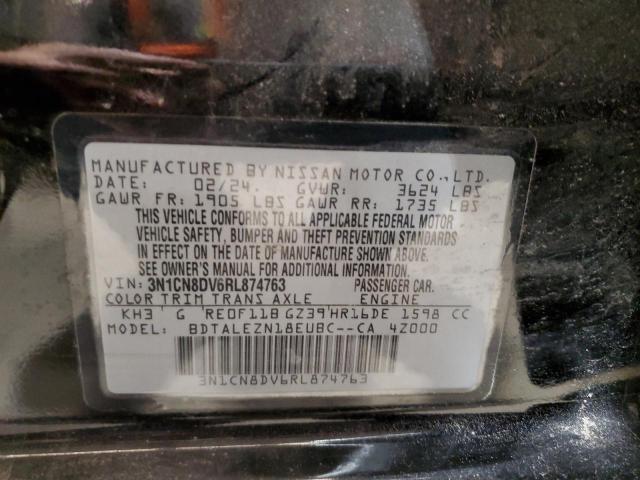 MANUFACTURED BY NISSAN MOTOR CO., LTD.
DATE: 02/24. GVWR: 3624 LBS
GAWR FR: 1905 LBS GAWR RR: 1735 LBS
THIS VEHICLE CONFORMS TO ALL APPLICABLE FEDERAL MOTOR
VEHICLE SAFETY, BUMPER AND THEFT PREVENTION STANDARDS
IN EFFECT ON THE DATE OF MANUFACTURE SHOWN ABOVE.
SEE OWNER'S MANUAL FOR ADDITIONAL INFORMATION.
VIN: 3N1CN8DV6RL874763 PASSENGER CAR.
COLOR TRIM TRANS AXLE ENGINE
KH3 G RE0F11B GZ39 HR16DE 1598 CC
MODEL: BDTALEZN18EUBC--CA 4Z000
3N1CN8DV6RL874763